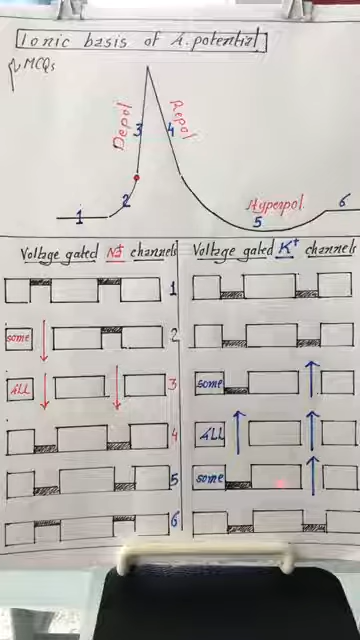 Ionic basis of A.potential
MCQs
Depol
3
Repol
4
2
1
Hyperpol.
5
6
Voltage gated Na+ channels
Voltage gated K+ channels
1
some
2
ALL
3
some
4
ALL
5
some
6